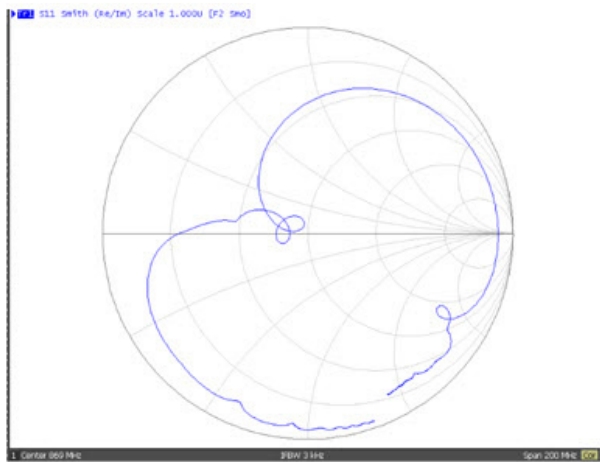 Tr1 S11 Smith (Re/Im) Scale 1.000U [F2 Smo]
1 Center 869 MHz IFBW 3 kHz Span 200 MHz